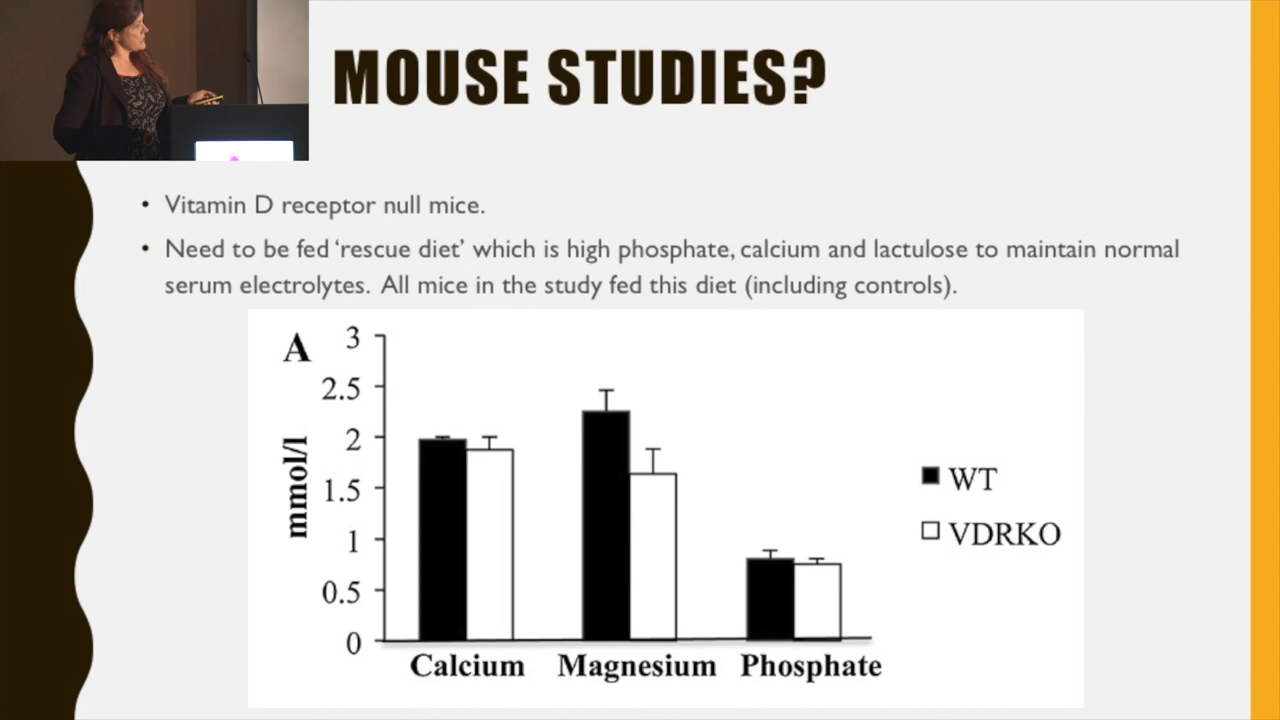 MOUSE STUDIES?
• Vitamin D receptor null mice.
• Need to be fed ‘rescue diet’ which is high phosphate, calcium and lactulose to maintain normal
serum electrolytes. All mice in the study fed this diet (including controls).
A
3
2.5
2
1.5
1
0.5
0
mmol/l
WT
VDRKO
Calcium Magnesium Phosphate